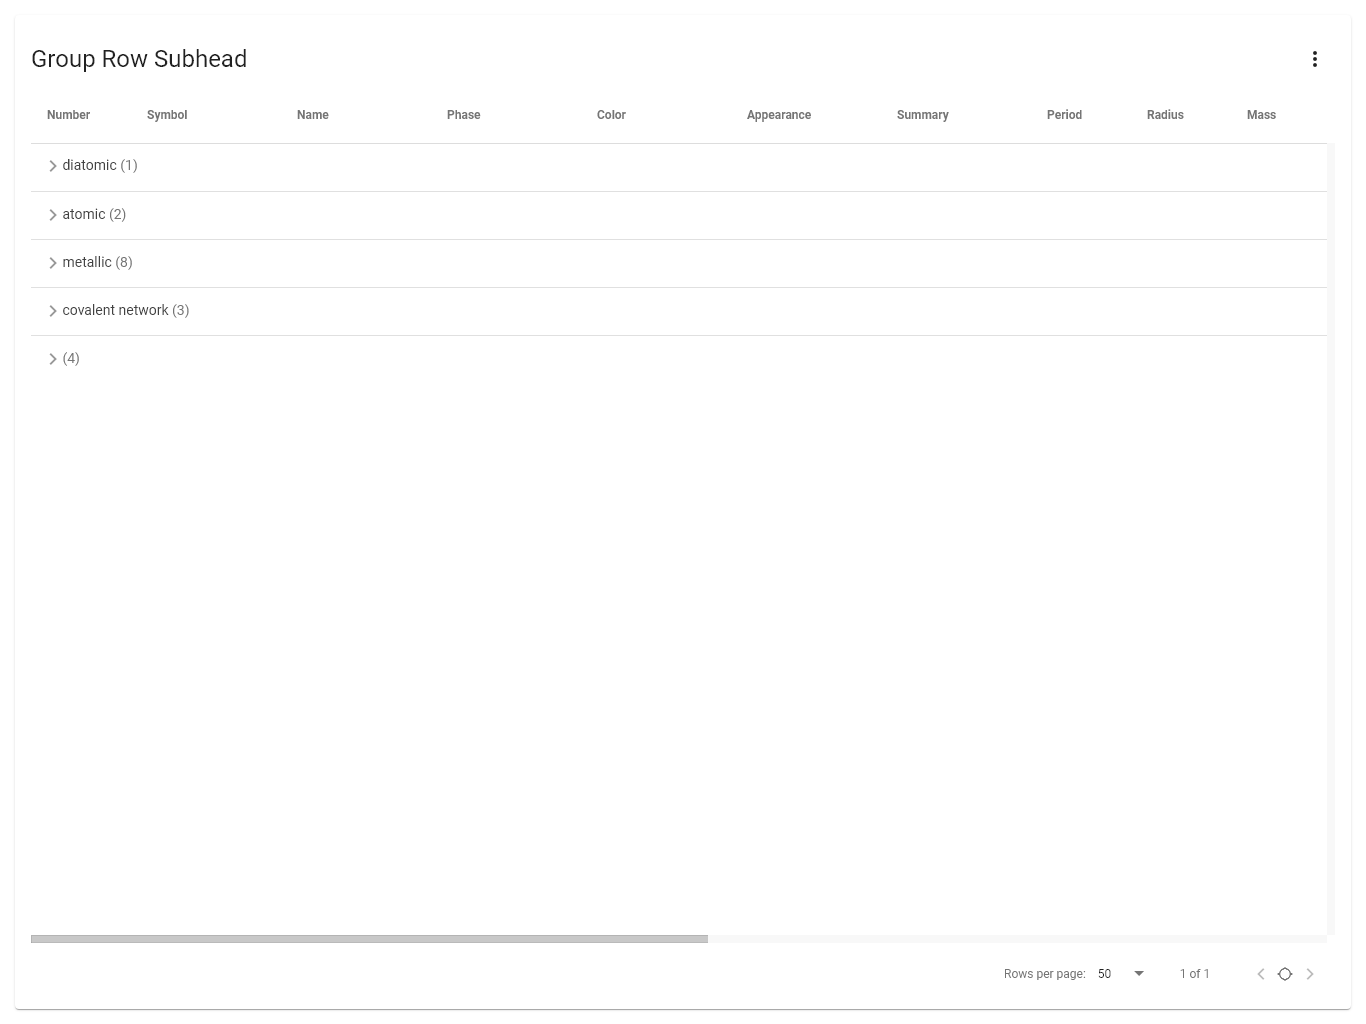 Group Row Subhead
Number Symbol Name Phase Color Appearance Summary Period Radius Mass
diatomic (1)
atomic (2)
metallic (8)
covalent network (3)
(4)
Rows per page: 50 1 of 1